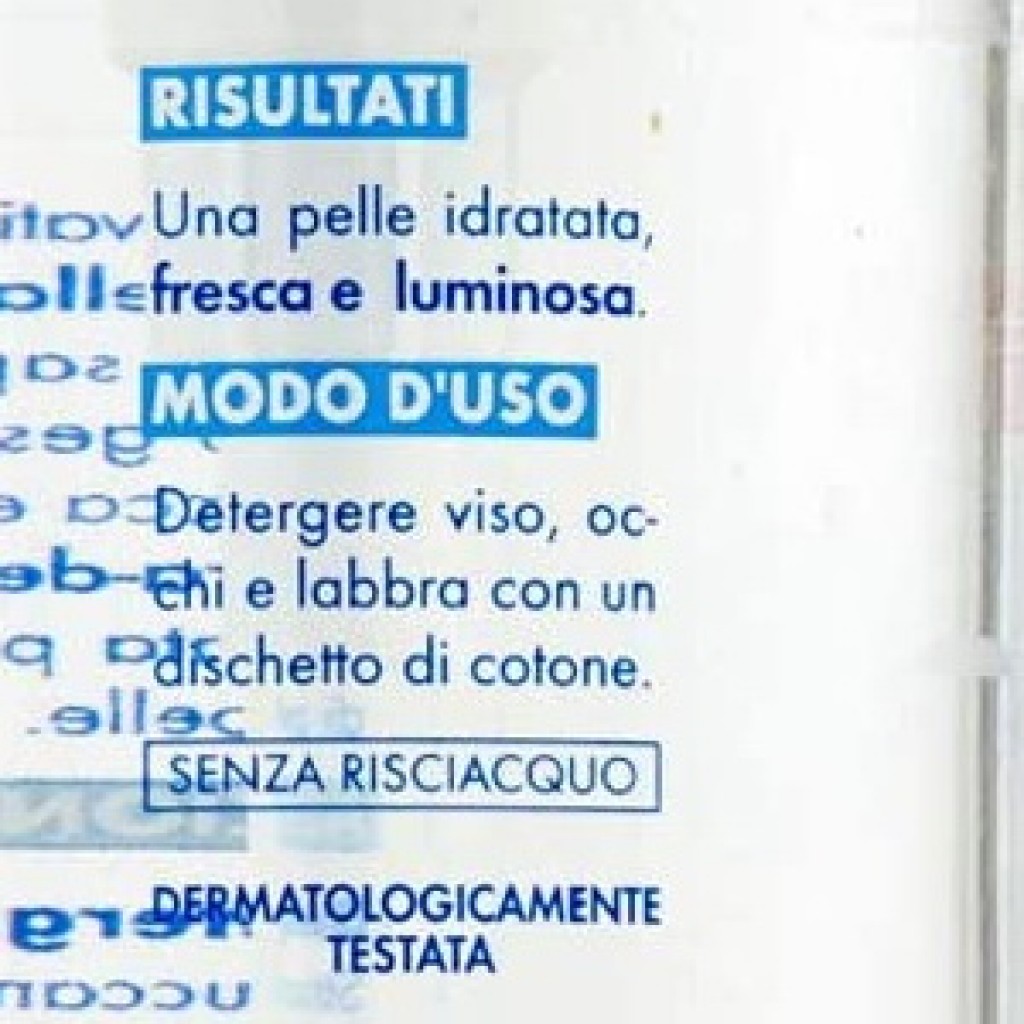 RISULTATI
Una pelle idratata,
fresca e luminosa.
MODO D'USO
Detergere viso, oc-
chi e labbra con un
dischetto di cotone.
SENZA RISCIACQUO
DERMATOLOGICAMENTE
TESTATA